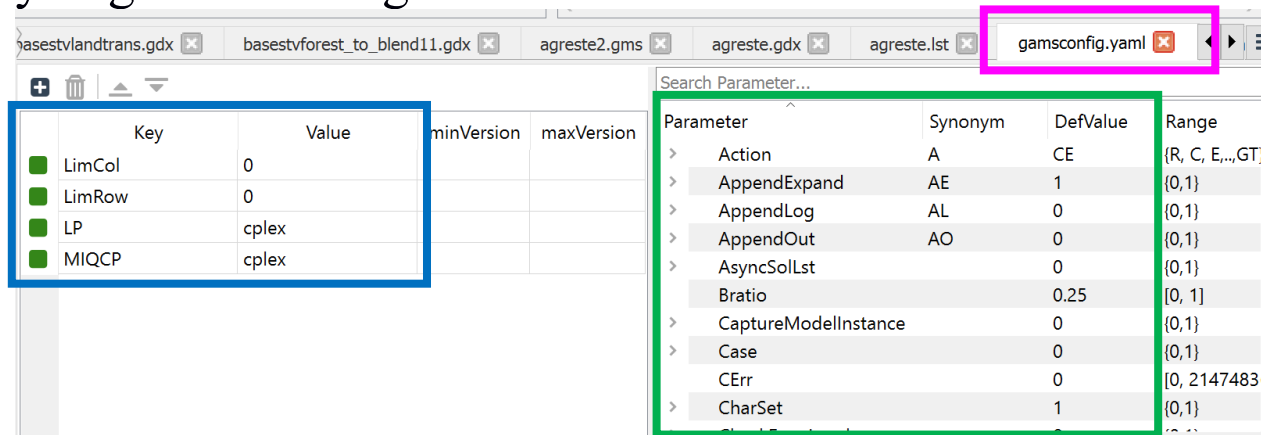 basestvlandtrans.gdx basestvforest_to_blend11.gdx agreste2.gms agreste.gdx agreste.lst gamsconfig.yaml
Search Parameter...
Key Value minVersion maxVersion Parameter Synonym DefValue Range
LimCol 0 Action A CE {R, C, E,..,GT}
LimRow 0 AppendExpand AE 1 {0,1}
LP cplex AppendLog AL 0 {0,1}
MIQCP cplex AppendOut AO 0 {0,1}
AsyncSolLst 0 {0,1}
Bratio 0.25 [0, 1]
CaptureModelInstance 0 {0,1}
Case 0 {0,1}
CErr 0 [0, 2147483
CharSet 1 {0,1}